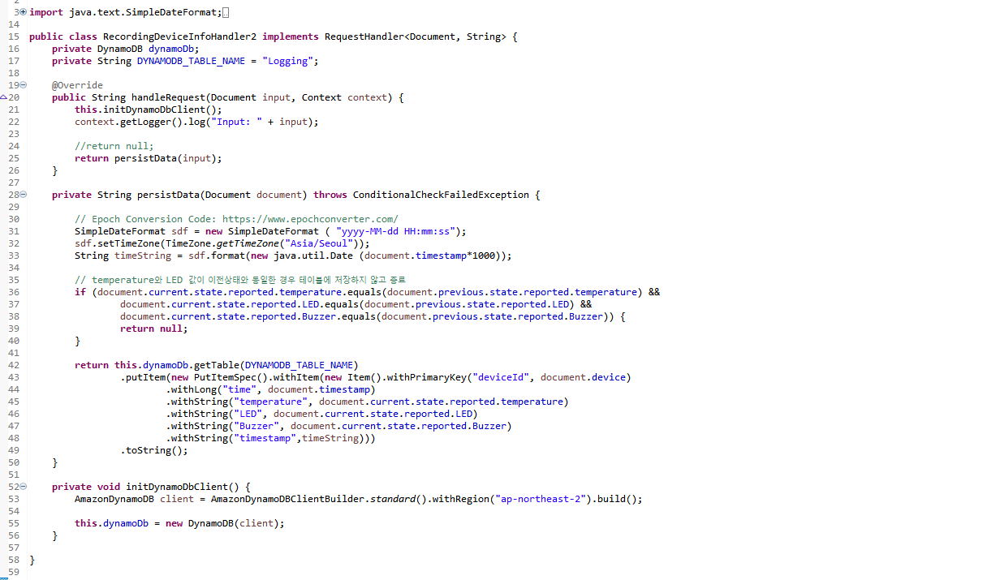 2
3 import java.text.SimpleDateFormat;
14
15 public class RecordingDeviceInfoHandler2 implements RequestHandler<Document, String> {
16     private DynamoDB dynamoDb;
17     private String DYNAMODB_TABLE_NAME = "Logging";
18
19     @Override
20     public String handleRequest(Document input, Context context) {
21         this.initDynamoDbClient();
22         context.getLogger().log("Input: " + input);
23
24         //return null;
25         return persistData(input);
26     }
27
28     private String persistData(Document document) throws ConditionalCheckFailedException {
29
30         // Epoch Conversion Code: https://www.epochconverter.com/
31         SimpleDateFormat sdf = new SimpleDateFormat ( "yyyy-MM-dd HH:mm:ss");
32         sdf.setTimeZone(TimeZone.getTimeZone("Asia/Seoul"));
33         String timeString = sdf.format(new java.util.Date (document.timestamp*1000));
34
35         // temperature와 LED 값이 이전상태와 동일한 경우 테이블에 저장하지 않고 종료
36         if (document.current.state.reported.temperature.equals(document.previous.state.reported.temperature) &&
37                 document.current.state.reported.LED.equals(document.previous.state.reported.LED) &&
38                 document.current.state.reported.Buzzer.equals(document.previous.state.reported.Buzzer)) {
39                 return null;
40         }
41
42         return this.dynamoDb.getTable(DYNAMODB_TABLE_NAME)
43                 .putItem(new PutItemSpec().withItem(new Item().withPrimaryKey("deviceId", document.device)
44                         .withLong("time", document.timestamp)
45                         .withString("temperature", document.current.state.reported.temperature)
46                         .withString("LED", document.current.state.reported.LED)
47                         .withString("Buzzer", document.current.state.reported.Buzzer)
48                         .withString("timestamp",timeString)))
49                 .toString();
50     }
51
52     private void initDynamoDbClient() {
53         AmazonDynamoDB client = AmazonDynamoDBClientBuilder.standard().withRegion("ap-northeast-2").build();
54
55         this.dynamoDb = new DynamoDB(client);
56     }
57
58 }
59